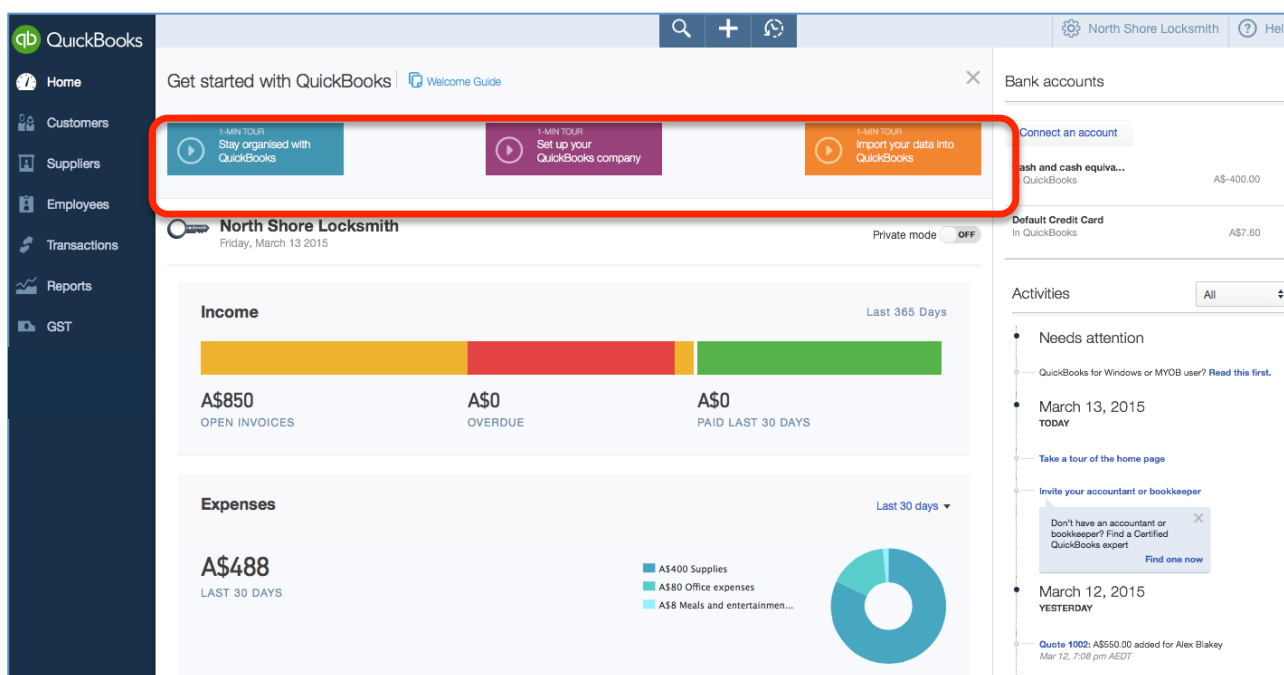 QuickBooks
Home
Customers
Suppliers
Employees
Transactions
Reports
GST
North Shore Locksmith
Get started with QuickBooks
Welcome Guide
1-MIN TOUR
Stay organised with
QuickBooks
1-MIN TOUR
Set up your
QuickBooks company
1-MIN TOUR
Import your data into
QuickBooks
North Shore Locksmith
Friday, March 13 2015
Private mode
OFF
Income
Last 365 Days
A$850
OPEN INVOICES
A$0
OVERDUE
A$0
PAID LAST 30 DAYS
Expenses
Last 30 days
A$488
LAST 30 DAYS
A$400 Supplies
A$80 Office expenses
A$8 Meals and entertainmen...
Bank accounts
Connect an account
and cash equiva...
QuickBooks
A$-400.00
Default Credit Card
In QuickBooks
A$7.60
Activities
All
Needs attention
QuickBooks for Windows or MYOB user? Read this first.
March 13, 2015
TODAY
Take a tour of the home page
Invite your accountant or bookkeeper
Don't have an accountant or
bookkeeper? Find a Certified
QuickBooks expert
Find one now
March 12, 2015
YESTERDAY
Quote 1002: A$550.00 added for Alex Blakey
Mar 12, 7:08 pm AEDT